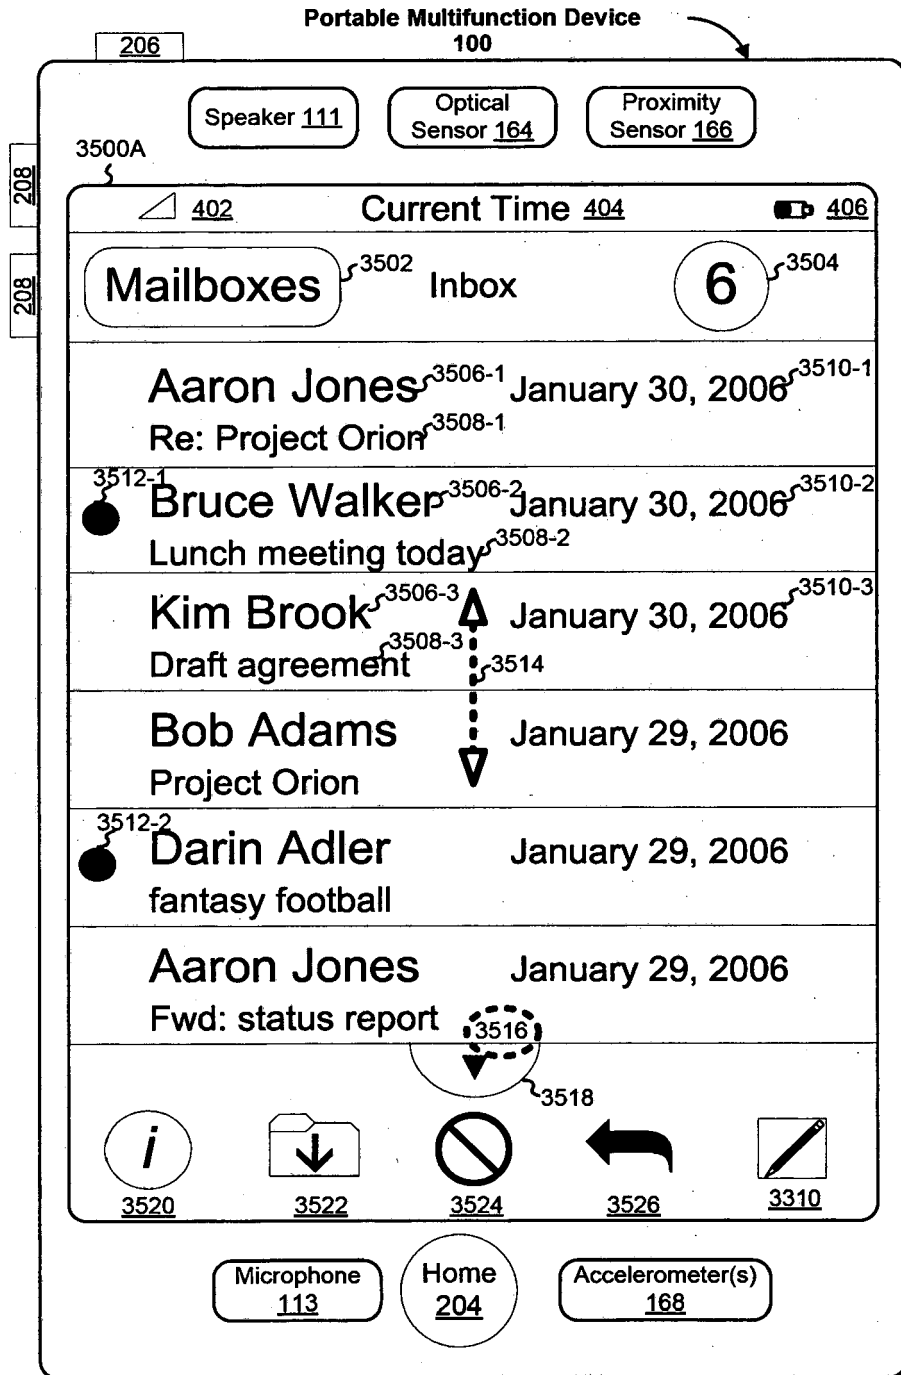 Portable Multifunction Device
100
206
Speaker 111
Optical
Sensor 164
Proximity
Sensor 166
3500A
208
208
402
Current Time 404
406
Mailboxes
3502
Inbox
6
3504
Aaron Jones
3506-1
January 30, 2006
3510-1
Re: Project Orion
3508-1
3512-1
Bruce Walker
3506-2
January 30, 2006
3510-2
Lunch meeting today
3508-2
Kim Brook
3506-3
January 30, 2006
3510-3
Draft agreement
3508-3
3514
Bob Adams
January 29, 2006
Project Orion
3512-2
Darin Adler
January 29, 2006
fantasy football
Aaron Jones
January 29, 2006
Fwd: status report
3516
3518
i
3520
3522
3524
3526
3310
Microphone
113
Home
204
Accelerometer(s)
168